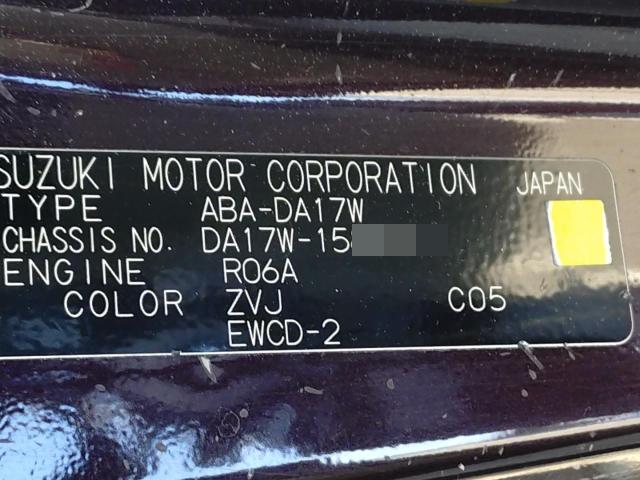 SUZUKI MOTOR CORPORATION JAPAN
TYPE ABA-DA17W
CHASSIS NO. DA17W-15
ENGINE R06A
COLOR ZVJ C05
EWCD-2